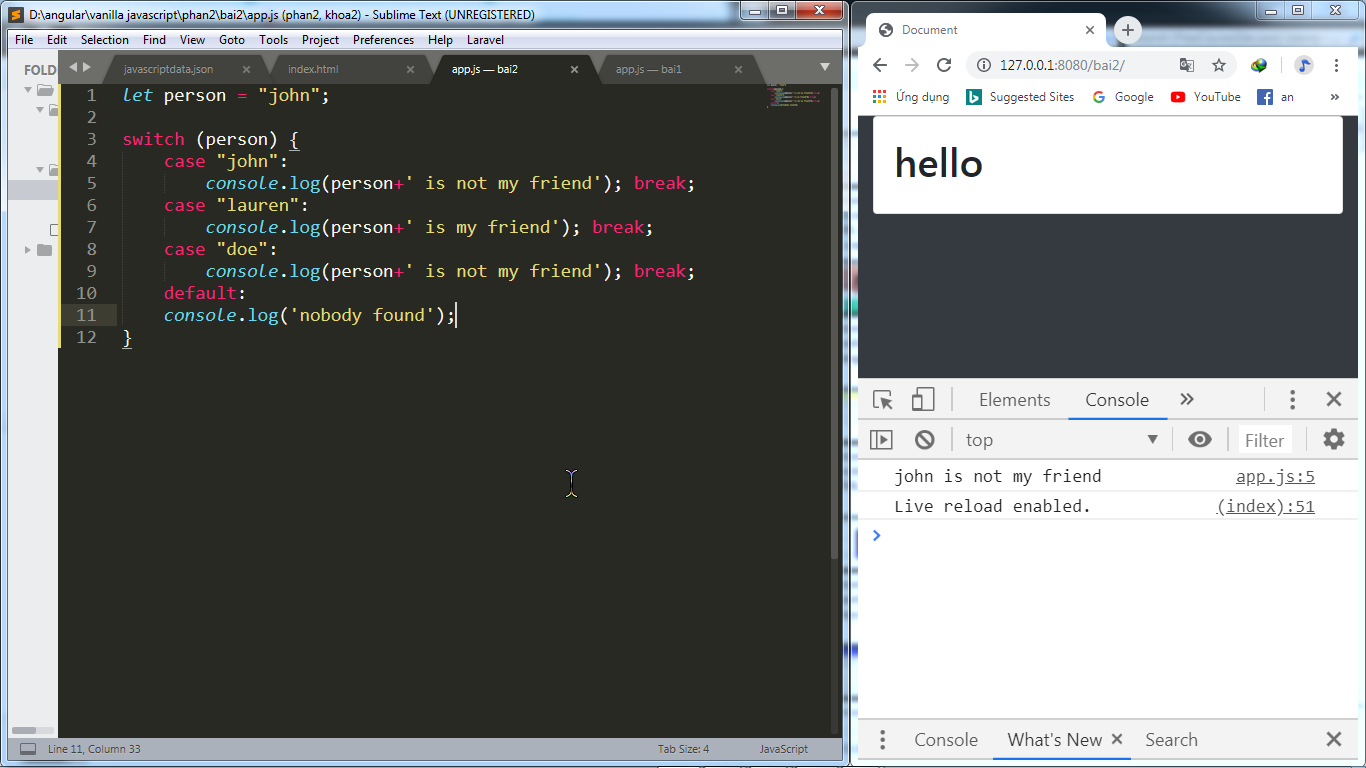 D:\angular\vanilla javascript\phan2\bai2\app.js (phan2, khoa2) - Sublime Text (UNREGISTERED)
File Edit Selection Find View Goto Tools Project Preferences Help Laravel
FOLD
javascriptdata.json index.html app.js — bai2 app.js — bai1
1 let person = "john";
2
3 switch (person) {
4 case "john":
5 console.log(person+' is not my friend'); break;
6 case "lauren":
7 console.log(person+' is my friend'); break;
8 case "doe":
9 console.log(person+' is not my friend'); break;
10 default:
11 console.log('nobody found');
12 }
Line 11, Column 33 Tab Size: 4 JavaScript
Document
127.0.0.1:8080/bai2/
Ứng dụng Suggested Sites Google YouTube an »
hello
Elements Console »
top Filter
john is not my friend app.js:5
Live reload enabled. (index):51
Console What's New Search